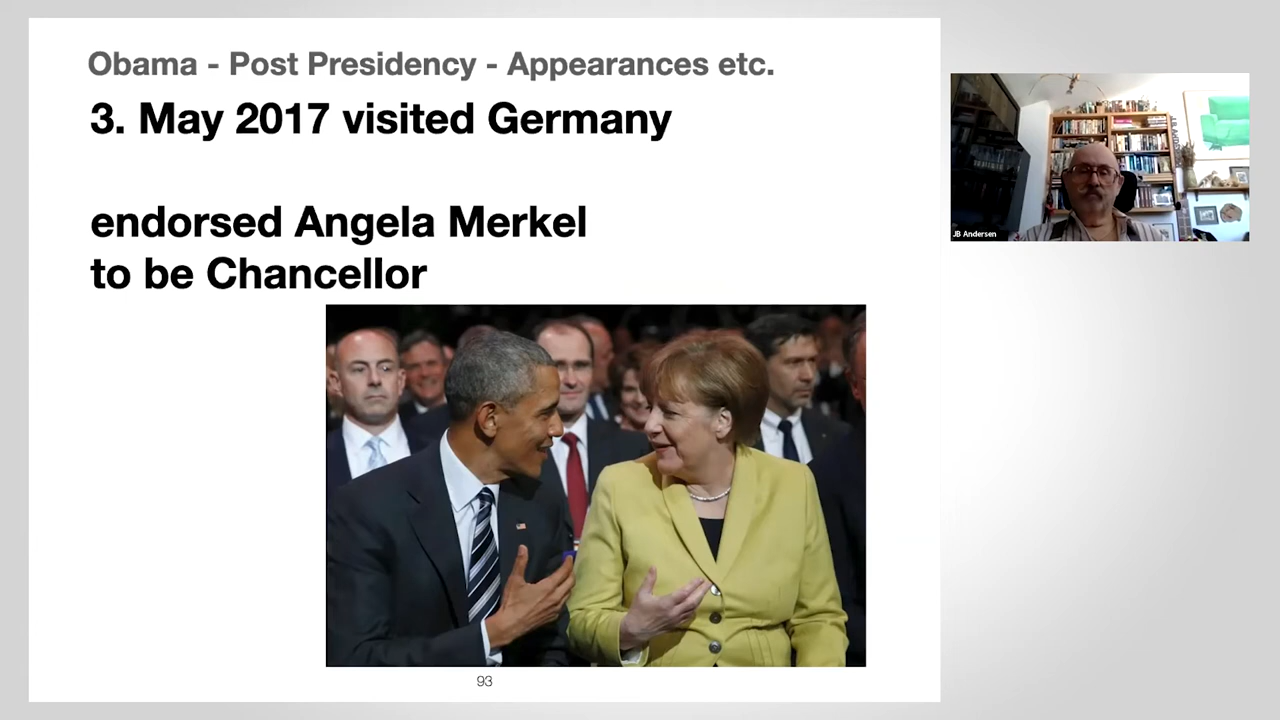 Obama - Post Presidency - Appearances etc.
3. May 2017 visited Germany
endorsed Angela Merkel
to be Chancellor
93
JB Andersen